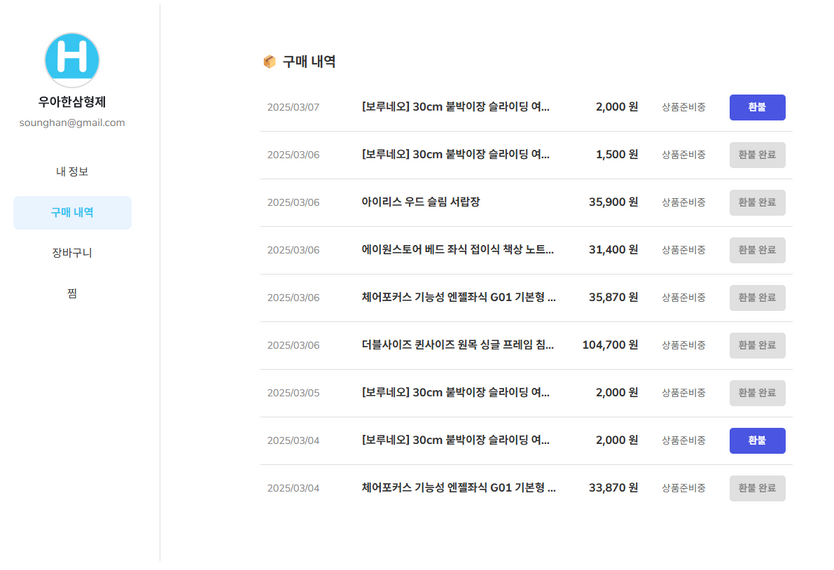 H
우아한삼형제
sounghan@gmail.com
내 정보
구매 내역
장바구니
찜
📦 구매 내역
2025/03/07 [보루네오] 30cm 붙박이장 슬라이딩 여... 2,000 원 상품준비중 환불
2025/03/06 [보루네오] 30cm 붙박이장 슬라이딩 여... 1,500 원 상품준비중 환불 완료
2025/03/06 아이리스 우드 슬림 서랍장 35,900 원 상품준비중 환불 완료
2025/03/06 에이원스토어 베드 좌식 접이식 책상 노트... 31,400 원 상품준비중 환불 완료
2025/03/06 체어포커스 기능성 엔젤좌식 G01 기본형 ... 35,870 원 상품준비중 환불 완료
2025/03/06 더블사이즈 퀸사이즈 원목 싱글 프레임 침... 104,700 원 상품준비중 환불 완료
2025/03/05 [보루네오] 30cm 붙박이장 슬라이딩 여... 2,000 원 상품준비중 환불 완료
2025/03/04 [보루네오] 30cm 붙박이장 슬라이딩 여... 2,000 원 상품준비중 환불
2025/03/04 체어포커스 기능성 엔젤좌식 G01 기본형 ... 33,870 원 상품준비중 환불 완료